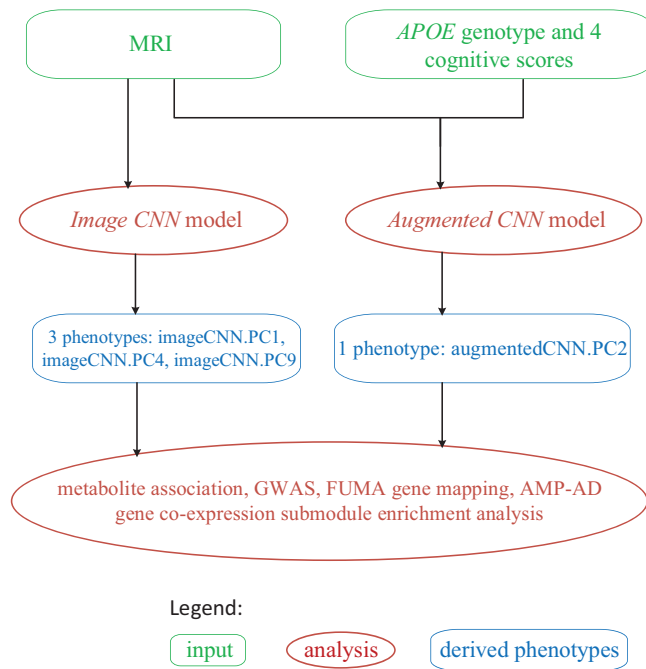 MRI
APOE genotype and 4
cognitive scores
Image CNN model
Augmented CNN model
3 phenotypes: imageCNN.PC1,
imageCNN.PC4, imageCNN.PC9
1 phenotype: augmentedCNN.PC2
metabolite association, GWAS, FUMA gene mapping, AMP-AD
gene co-expression submodule enrichment analysis
Legend:
input
analysis
derived phenotypes